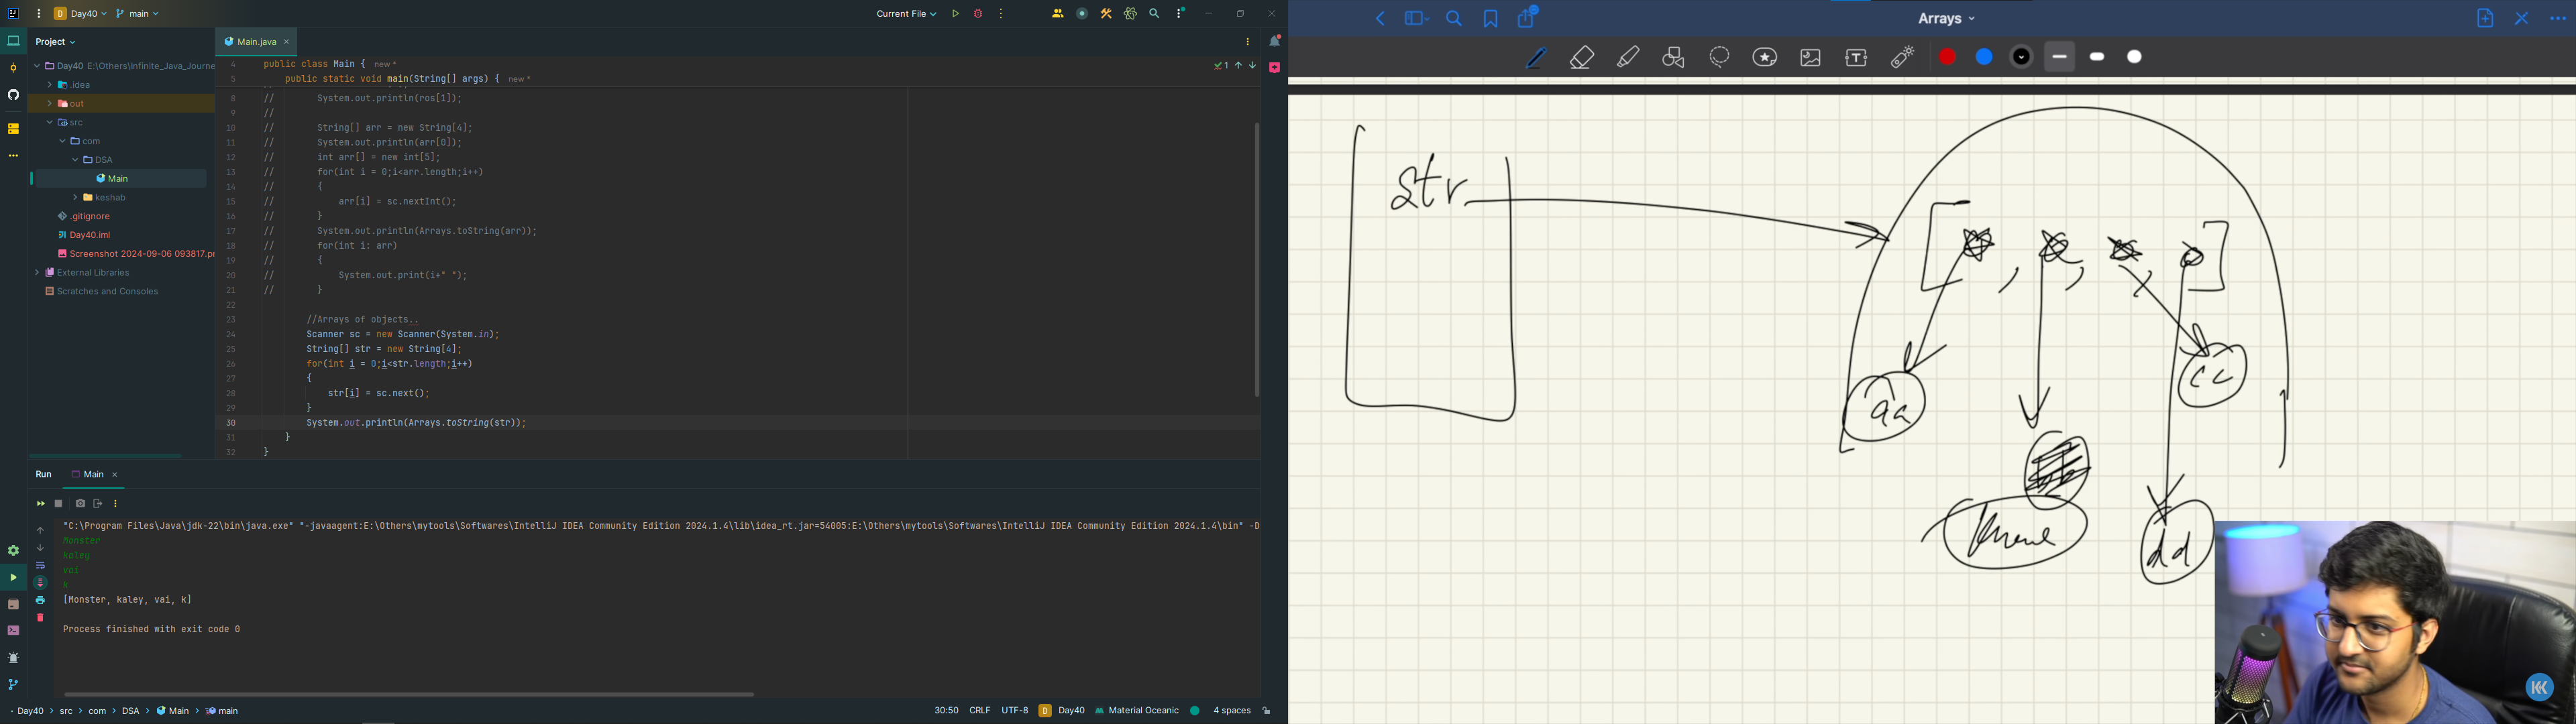 Day40
main
Current File
Project
Main.java
Day40 E:\Others\Infinite_Java_Journe
.idea
out
src
com
DSA
Main
keshab
.gitignore
Day40.iml
Screenshot 2024-09-06 093817.pr
External Libraries
Scratches and Consoles
4 public class Main { new *
5 public static void main(String[] args) { new *
8 // System.out.println(ros[1]);
9 //
10 // String[] arr = new String[4];
11 // System.out.println(arr[0]);
12 // int arr[] = new int[5];
13 // for(int i = 0;i<arr.length;i++)
14 // {
15 // arr[i] = sc.nextInt();
16 // }
17 // System.out.println(Arrays.toString(arr));
18 // for(int i: arr)
19 // {
20 // System.out.print(i+" ");
21 // }
22
23 //Arrays of objects..
24 Scanner sc = new Scanner(System.in);
25 String[] str = new String[4];
26 for(int i = 0;i<str.length;i++)
27 {
28 str[i] = sc.next();
29 }
30 System.out.println(Arrays.toString(str));
31 }
32 }
1
Run Main
"C:\Program Files\Java\jdk-22\bin\java.exe" "-javaagent:E:\Others\mytools\Softwares\IntelliJ IDEA Community Edition 2024.1.4\lib\idea_rt.jar=54005:E:\Others\mytools\Softwares\IntelliJ IDEA Community Edition 2024.1.4\bin" -D
Monster
kaley
vai
k
[Monster, kaley, vai, k]
Process finished with exit code 0
Day40 > src > com > DSA > Main > main
30:50 CRLF UTF-8 D Day40 Material Oceanic 4 spaces
Arrays
str
[ , , , ]
aa
cc
dd
KK